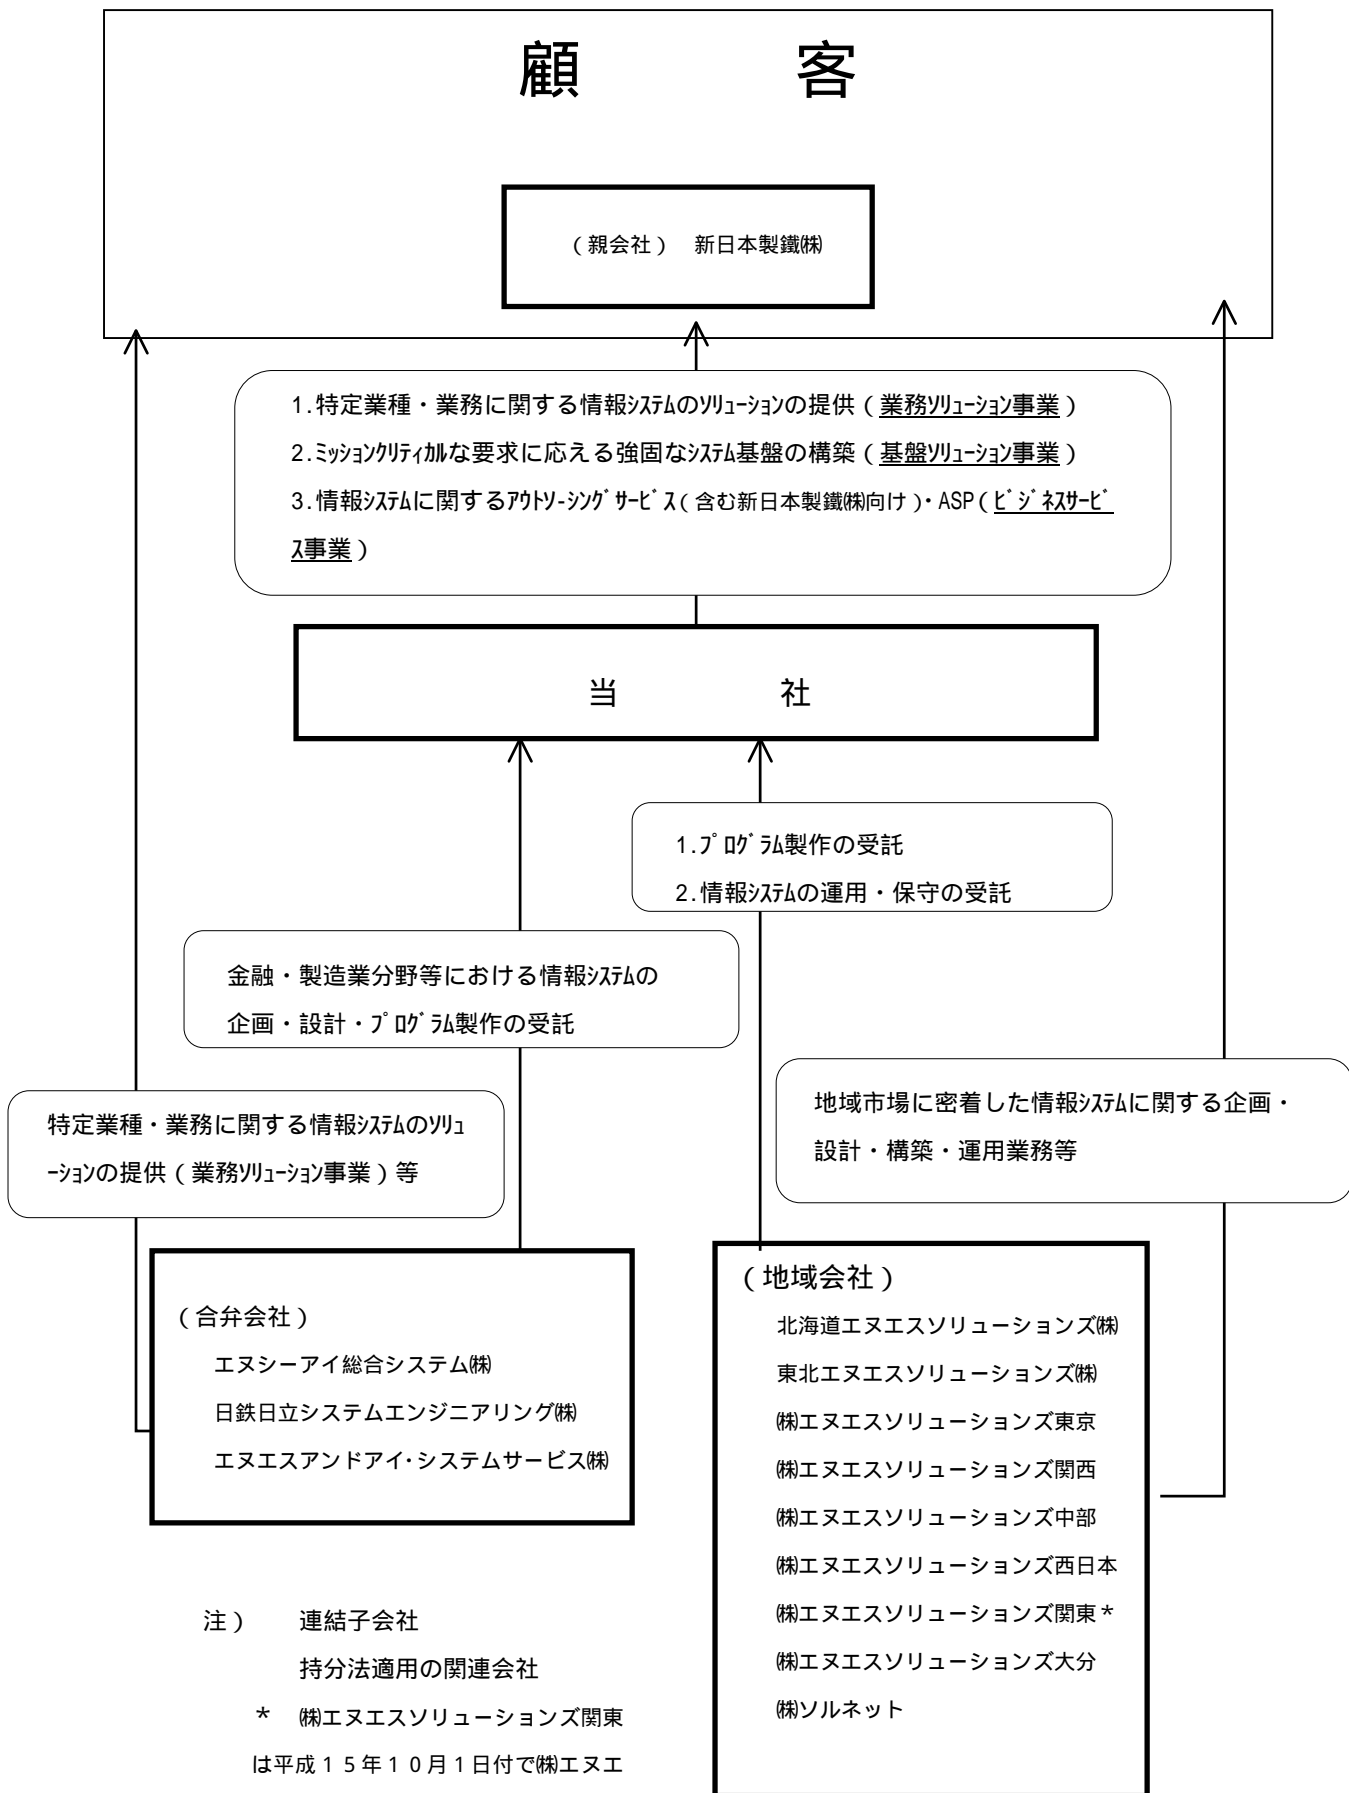 顧　　客
（親会社）　新日本製鐵㈱
1.特定業種・業務に関する情報ｼｽﾃﾑのｿﾘｭｰｼｮﾝの提供（業務ｿﾘｭｰｼｮﾝ事業）
2.ﾐｯｼｮﾝｸﾘﾃｨｶﾙな要求に応える強固なｼｽﾃﾑ基盤の構築（基盤ｿﾘｭｰｼｮﾝ事業）
3.情報ｼｽﾃﾑに関するｱｳﾄｿ-ｼﾝｸﾞｻｰﾋﾞｽ（含む新日本製鐵㈱向け）・ASP（ﾋﾞｼﾞﾈｽｻｰﾋﾞ
ｽ事業）
当　　社
1.ﾌﾟﾛｸﾞﾗﾑ製作の受託
2.情報ｼｽﾃﾑの運用・保守の受託
金融・製造業分野等における情報ｼｽﾃﾑの
企画・設計・ﾌﾟﾛｸﾞﾗﾑ製作の受託
特定業種・業務に関する情報ｼｽﾃﾑのｿﾘｭ
ｰｼｮﾝの提供（業務ｿﾘｭｰｼｮﾝ事業）等
地域市場に密着した情報ｼｽﾃﾑに関する企画・
設計・構築・運用業務等
（合弁会社）
エヌシーアイ総合システム㈱
日鉄日立システムエンジニアリング㈱
エヌエスアンドアイ･システムサービス㈱
（地域会社）
北海道エヌエスソリューションズ㈱
東北エヌエスソリューションズ㈱
㈱エヌエスソリューションズ東京
㈱エヌエスソリューションズ関西
㈱エヌエスソリューションズ中部
㈱エヌエスソリューションズ西日本
㈱エヌエスソリューションズ関東＊
㈱エヌエスソリューションズ大分
㈱ソルネット
注）　連結子会社
持分法適用の関連会社
＊　㈱エヌエスソリューションズ関東
は平成１５年１０月１日付で㈱エヌエ